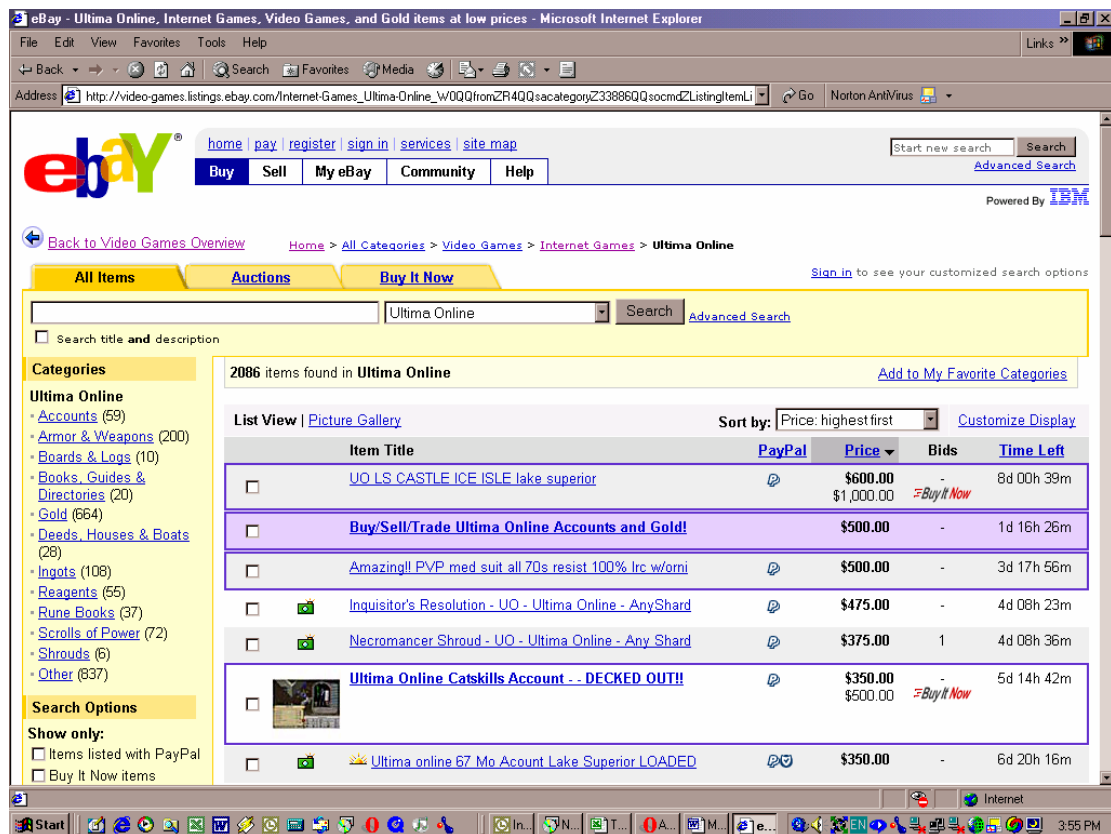 eBay - Ultima Online, Internet Games, Video Games, and Gold items at low prices - Microsoft Internet Explorer
File Edit View Favorites Tools Help Links »
Back Search Favorites Media
Address http://video-games.listings.ebay.com/Internet-Games_Ultima-Online_W0QQfromZR4QQsacategoryZ33886QQsocmdZListingItemLi Go Norton AntiVirus
ebaY®
home | pay | register | sign in | services | site map
Start new search Search
Buy Sell My eBay Community Help
Advanced Search
Powered By IBM
Back to Video Games Overview Home > All Categories > Video Games > Internet Games > Ultima Online
All Items Auctions Buy It Now
Sign in to see your customized search options
Ultima Online Search Advanced Search
Search title and description
Categories
Ultima Online
· Accounts (59)
· Armor & Weapons (200)
· Boards & Logs (10)
· Books, Guides &
Directories (20)
· Gold (664)
· Deeds, Houses & Boats
(28)
· Ingots (108)
· Reagents (55)
· Rune Books (37)
· Scrolls of Power (72)
· Shrouds (6)
· Other (837)
Search Options
Show only:
Items listed with PayPal
Buy It Now items
2086 items found in Ultima Online Add to My Favorite Categories
List View | Picture Gallery Sort by: Price: highest first Customize Display
Item Title PayPal Price Bids Time Left
UO LS CASTLE ICE ISLE lake superior $600.00 - 8d 00h 39m
$1,000.00 Buy It Now
Buy/Sell/Trade Ultima Online Accounts and Gold! $500.00 - 1d 16h 26m
Amazing!! PVP med suit all 70s resist 100% lrc w/orni $500.00 - 3d 17h 56m
Inquisitor's Resolution - UO - Ultima Online - AnyShard $475.00 - 4d 08h 23m
Necromancer Shroud - UO - Ultima Online - Any Shard $375.00 1 4d 08h 36m
Ultima Online Catskills Account - - DECKED OUT!! $350.00 - 5d 14h 42m
$500.00 Buy It Now
Ultima online 67 Mo Acount Lake Superior LOADED $350.00 - 6d 20h 16m
Internet
Start In... N... T... A... M... e... EN 3:55 PM